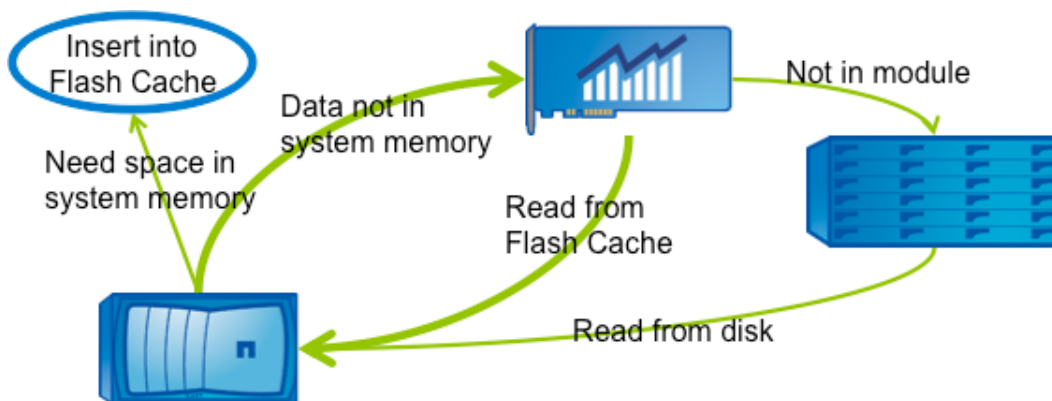 Insert into
Flash Cache
Data not in
system memory
Not in module
Need space in
system memory
Read from
Flash Cache
Read from disk